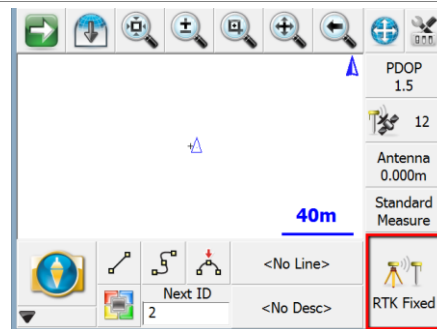 PDOP
1.5
12
Antenna
0.000m
Standard
Measure
40m
<No Line>
Next ID
2
<No Desc>
RTK Fixed